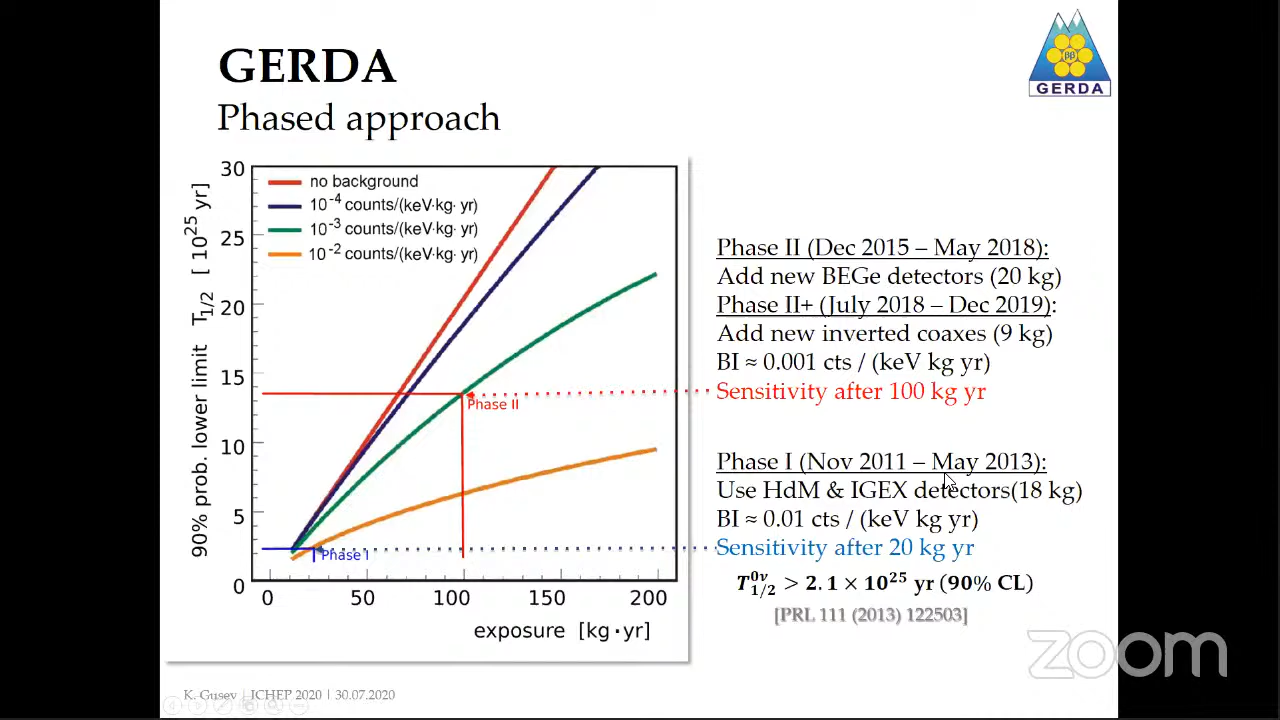 GERDA
Phased approach
ββ
GERDA
30
25
20
15
10
5
0
90% prob. lower limit T1/2 [ 10^25 yr]
no background
10^-4 counts/(keV·kg· yr)
10^-3 counts/(keV·kg· yr)
10^-2 counts/(keV·kg· yr)
Phase II
Phase I
0 50 100 150 200
exposure [kg·yr]
Phase II (Dec 2015 – May 2018):
Add new BEGe detectors (20 kg)
Phase II+ (July 2018 – Dec 2019):
Add new inverted coaxes (9 kg)
BI ≈ 0.001 cts / (keV kg yr)
Sensitivity after 100 kg yr
Phase I (Nov 2011 – May 2013):
Use HdM & IGEX detectors(18 kg)
BI ≈ 0.01 cts / (keV kg yr)
Sensitivity after 20 kg yr
T^0ν_1/2 > 2.1 × 10^25 yr (90% CL)
[PRL 111 (2013) 122503]
zoom
K. Gusev | ICHEP 2020 | 30.07.2020